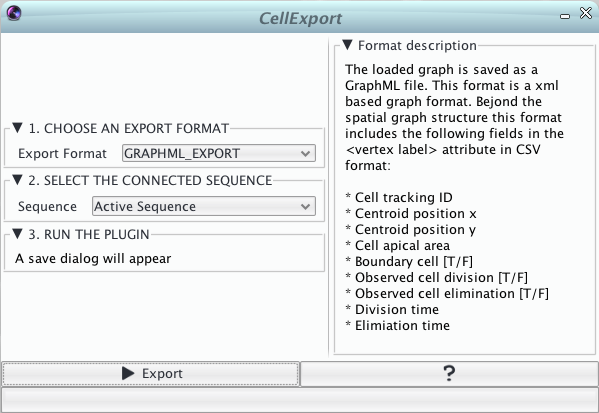 CellExport
▼ 1. CHOOSE AN EXPORT FORMAT
Export Format GRAPHML_EXPORT
▼ 2. SELECT THE CONNECTED SEQUENCE
Sequence Active Sequence
▼ 3. RUN THE PLUGIN
A save dialog will appear
▼ Format description
The loaded graph is saved as a
GraphML file. This format is a xml
based graph format. Bejond the
spatial graph structure this format
includes the following fields in the
<vertex label> attribute in CSV
format:
* Cell tracking ID
* Centroid position x
* Centroid position y
* Cell apical area
* Boundary cell [T/F]
* Observed cell division [T/F]
* Observed cell elimination [T/F]
* Division time
* Elimiation time
Export
?